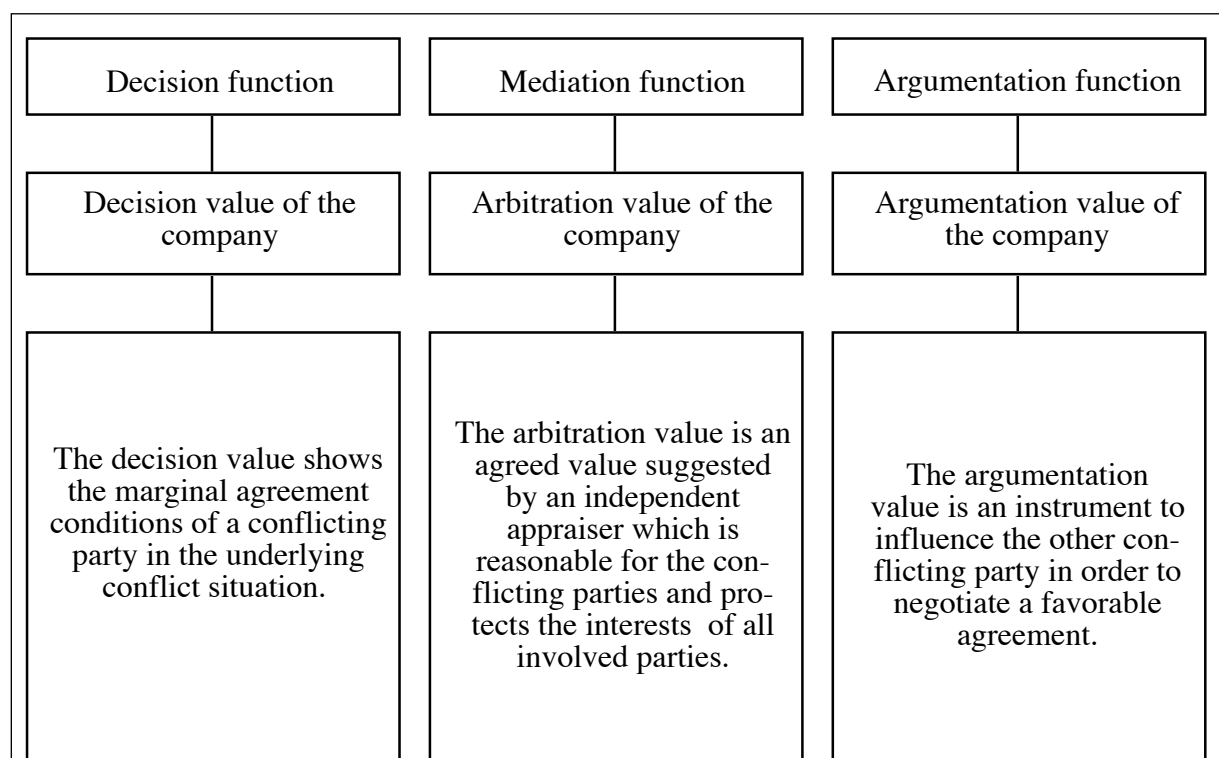 Decision function
Mediation function
Argumentation function
Decision value of the
company
Arbitration value of the
company
Argumentation value of
the company
The decision value shows
the marginal agreement
conditions of a conflicting
party in the underlying
conflict situation.
The arbitration value is an
agreed value suggested
by an independent
appraiser which is
reasonable for the con-
flicting parties and pro-
tects the interests  of all
involved parties.
The argumentation
value is an instrument to
influence the other con-
flicting party in order to
negotiate a favorable
agreement.